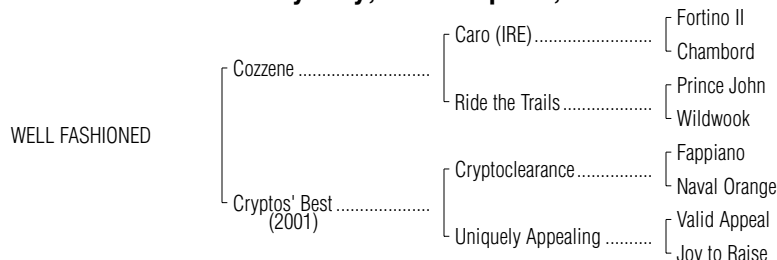 Fortino II
Caro (IRE)
Chambord
Cozzene
Prince John
Ride the Trails
Wildwook
WELL FASHIONED
Fappiano
Cryptoclearance
Naval Orange
Cryptos' Best
(2001)
Valid Appeal
Uniquely Appealing
Joy to Raise